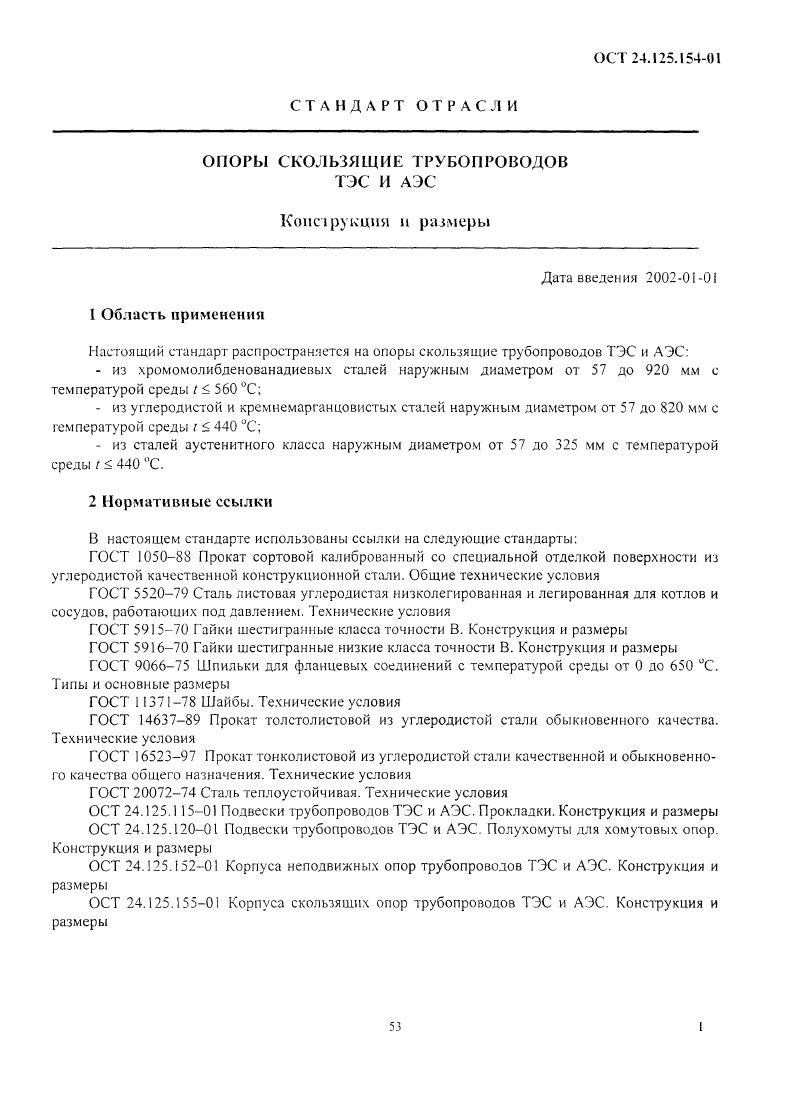 ОСТ 24.125.154-01
СТАНДАРТ ОТРАСЛИ
ОПОРЫ СКОЛЬЗЯЩИЕ ТРУБОПРОВОДОВ
ТЭС И АЭС
Конструкция и размеры
Дата введения 2002-01-01
1 Область применения
Настоящий стандарт распространяется на опоры скользящие трубопроводов ТЭС и АЭС:
- из хромомолибденованадиевых сталей наружным диаметром от 57 до 920 мм с
температурой среды t ≤ 560 °С;
- из углеродистой и кремнемарганцовистых сталей наружным диаметром от 57 до 820 мм с
температурой среды t ≤ 440 °С;
- из сталей аустенитного класса наружным диаметром от 57 до 325 мм с температурой
среды t ≤ 440 °С.
2 Нормативные ссылки
В настоящем стандарте использованы ссылки на следующие стандарты:
ГОСТ 1050–88 Прокат сортовой калиброванный со специальной отделкой поверхности из
углеродистой качественной конструкционной стали. Общие технические условия
ГОСТ 5520–79 Сталь листовая углеродистая низколегированная и легированная для котлов и
сосудов, работающих под давлением. Технические условия
ГОСТ 5915–70 Гайки шестигранные класса точности В. Конструкция и размеры
ГОСТ 5916–70 Гайки шестигранные низкие класса точности В. Конструкция и размеры
ГОСТ 9066–75 Шпильки для фланцевых соединений с температурой среды от 0 до 650 °С.
Типы и основные размеры
ГОСТ 11371–78 Шайбы. Технические условия
ГОСТ 14637–89 Прокат толстолистовой из углеродистой стали обыкновенного качества.
Технические условия
ГОСТ 16523–97 Прокат тонколистовой из углеродистой стали качественной и обыкновенно-
го качества общего назначения. Технические условия
ГОСТ 20072–74 Сталь теплоустойчивая. Технические условия
ОСТ 24.125.115–01 Подвески трубопроводов ТЭС и АЭС. Прокладки. Конструкция и размеры
ОСТ 24.125.120–01 Подвески трубопроводов ТЭС и АЭС. Полухомуты для хомутовых опор.
Конструкция и размеры
ОСТ 24.125.152–01 Корпуса неподвижных опор трубопроводов ТЭС и АЭС. Конструкция и
размеры
ОСТ 24.125.155–01 Корпуса скользящих опор трубопроводов ТЭС и АЭС. Конструкция и
размеры
53
1